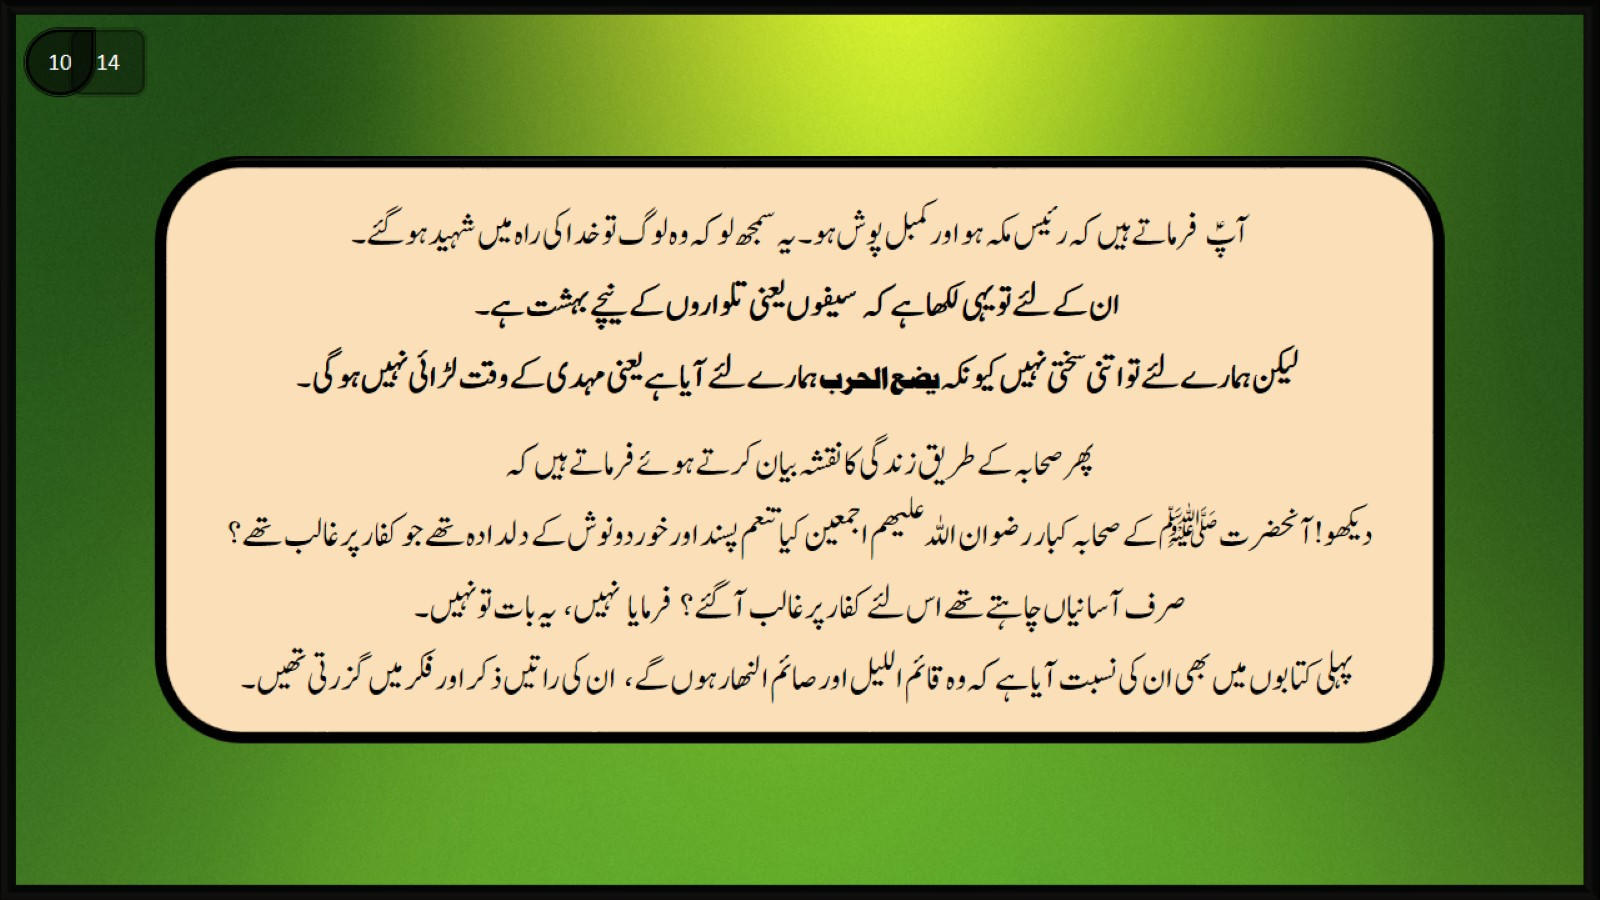 10 14
آپؑ فرماتے ہیں کہ رئیس مکہ ہو اور کمبل پوش ہو۔ یہ سمجھ لو کہ وہ لوگ تو خدا کی راہ میں شہید ہو گئے۔
ان کے لئے تو یہی لکھا ہے کہ سیفوں یعنی تلواروں کے نیچے بہشت ہے۔
لیکن ہمارے لئے تو اتنی سختی نہیں کیونکہ یضع الحرب ہمارے لئے آیا ہے یعنی مہدی کے وقت لڑائی نہیں ہو گی۔
پھر صحابہ کے طریق زندگی کا نقشہ بیان کرتے ہوئے فرماتے ہیں کہ
دیکھو! آنحضرت ﷺ کے صحابہ کبار رضوان اللہ علیھم اجمعین کیا تنعم پسند اور خورد و نوش کے دلدادہ تھے جو کفار پر غالب تھے؟
صرف آسانیاں چاہتے تھے اس لئے کفار پر غالب آ گئے؟ فرمایا نہیں، یہ بات تو نہیں۔
پہلی کتابوں میں بھی ان کی نسبت آیا ہے کہ وہ قائم اللیل اور صائم النھار ہوں گے، ان کی راتیں ذکر اور فکر میں گزرتی تھیں۔